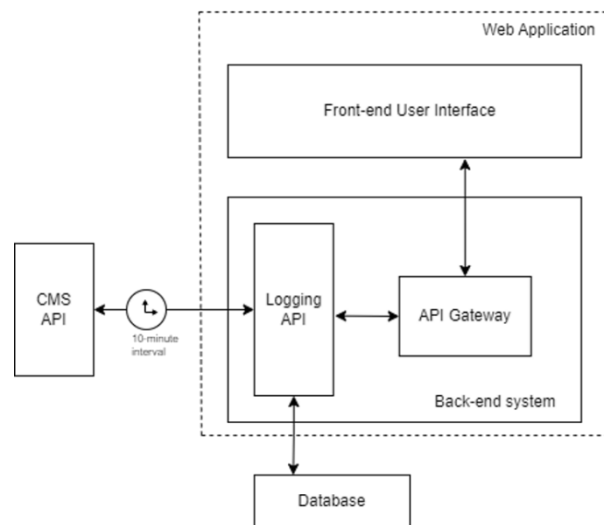 Web Application
Front-end User Interface
CMS
API
10-minute
interval
Logging
API
API Gateway
Back-end system
Database